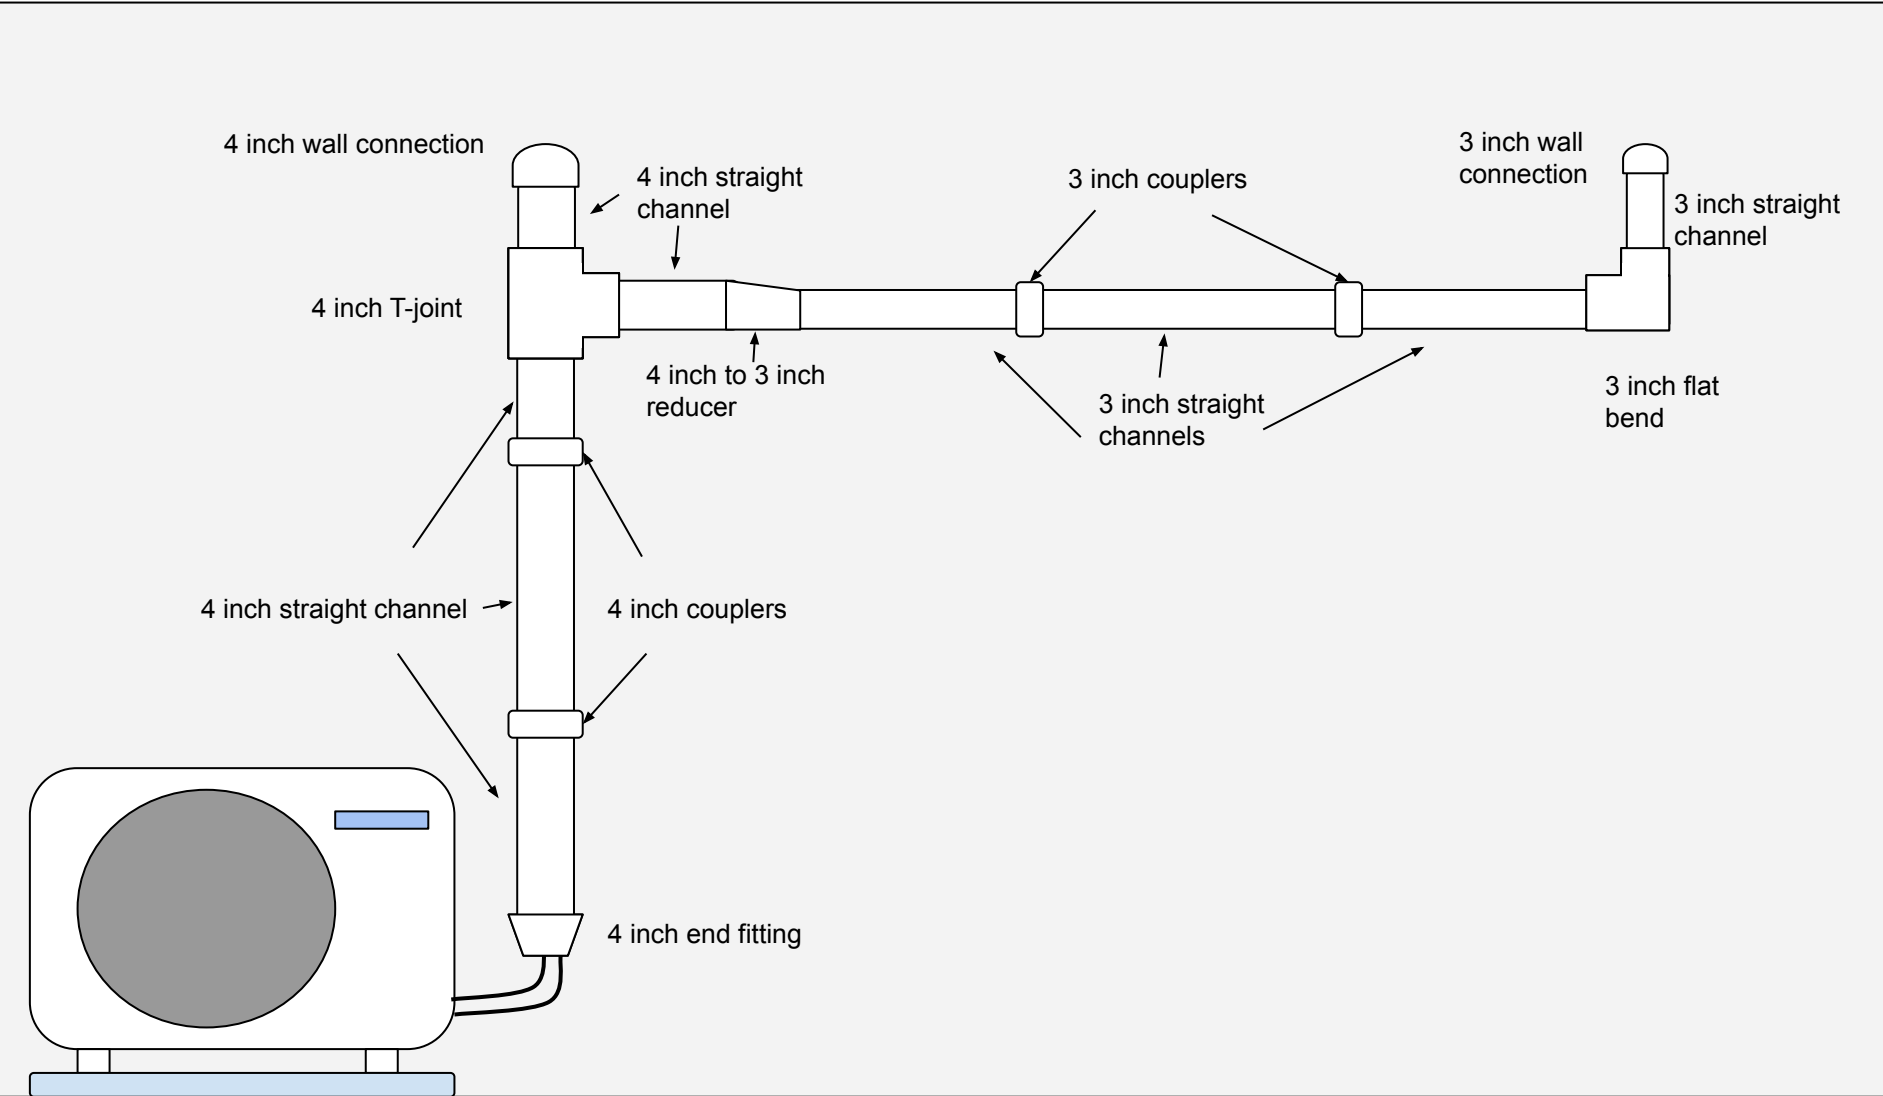 4 inch wall connection
4 inch straight
channel
3 inch couplers
3 inch wall
connection
3 inch straight
channel
4 inch T-joint
4 inch to 3 inch
reducer
3 inch straight
channels
3 inch flat
bend
4 inch straight channel
4 inch couplers
4 inch end fitting